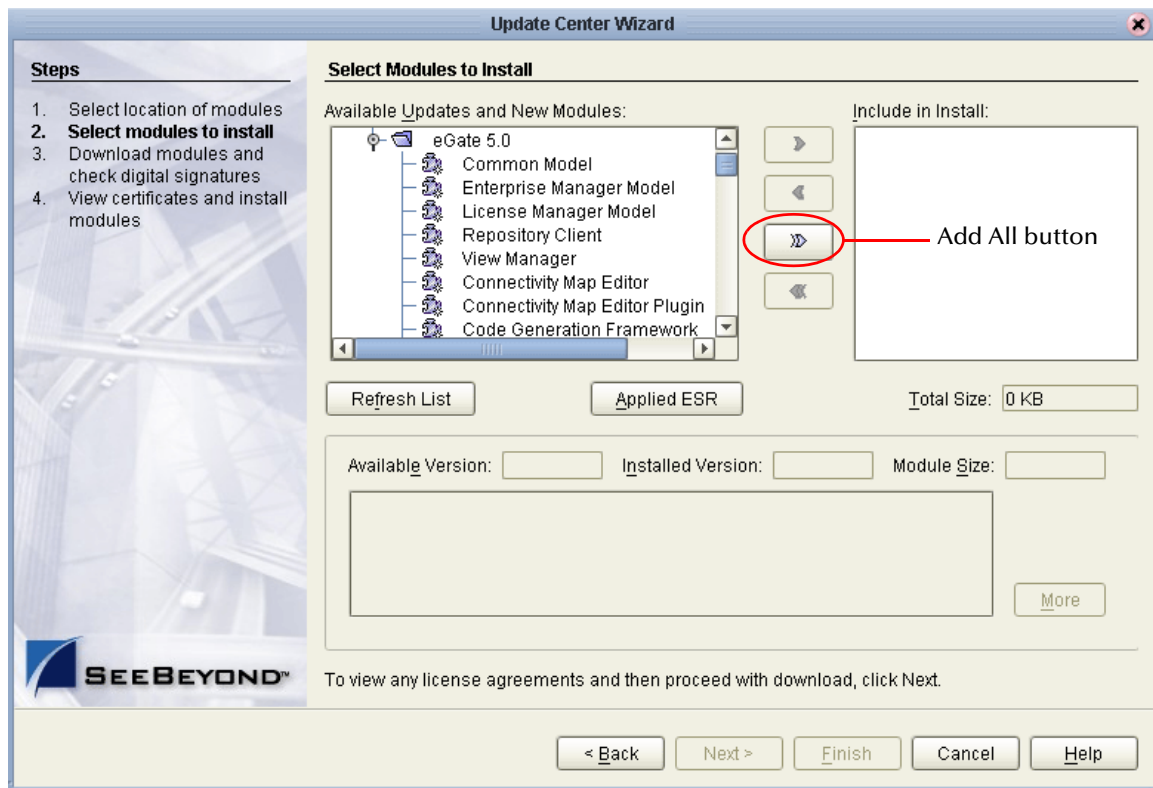 Update Center Wizard
Steps
1. Select location of modules
2. Select modules to install
3. Download modules and
check digital signatures
4. View certificates and install
modules
Select Modules to Install
Available Updates and New Modules:
eGate 5.0
Common Model
Enterprise Manager Model
License Manager Model
Repository Client
View Manager
Connectivity Map Editor
Connectivity Map Editor Plugin
Code Generation Framework
Include in Install:
Add All button
Refresh List
Applied ESR
Total Size: 0 KB
Available Version:
Installed Version:
Module Size:
More
SEEBEYOND™
To view any license agreements and then proceed with download, click Next.
< Back
Next >
Finish
Cancel
Help